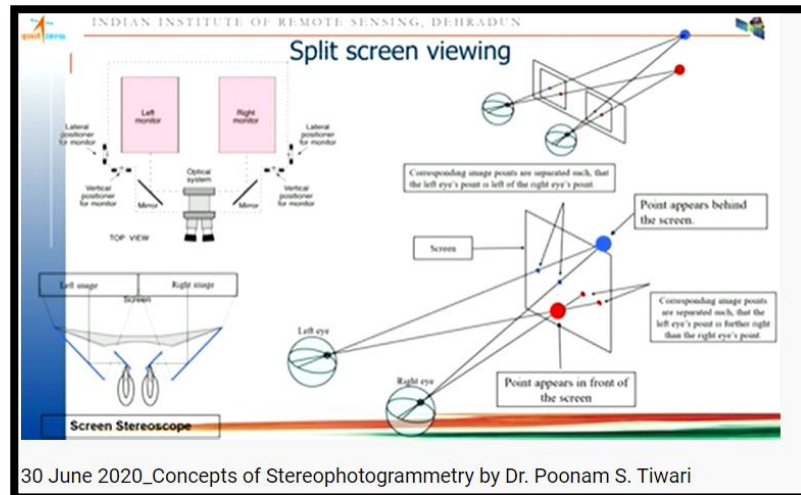 INDIAN INSTITUTE OF REMOTE SENSING, DEHRADUN
Split screen viewing
Left
monitor
Right
monitor
Lateral
positioner
for monitor
Lateral
positioner
for monitor
Optical
system
Vertical
positioner
for monitor
Mirror
Mirror
Vertical
positioner
for monitor
TOP VIEW
Corresponding image points are separated such, that
the left eye's point is left of the right eye's point.
Point appears behind
the screen.
Screen
Left image
Right image
Screen
Corresponding image points
are separated such, that the
left eye's point is further right
than the right eye's point.
Left eye
Right eye
Point appears in front of
the screen
Screen Stereoscope
30 June 2020_Concepts of Stereophotogrammetry by Dr. Poonam S. Tiwari